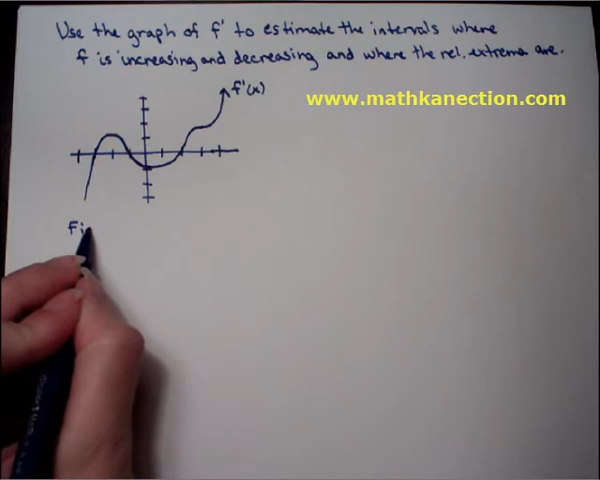 Use the graph of f' to estimate the intervals where
f is increasing and decreasing and where the rel. extrema are.
f'(x)
www.mathkanection.com
Fi